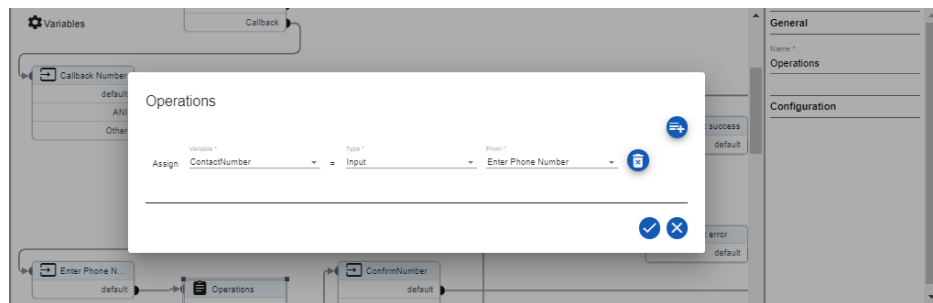 Variables
Callback
General
Name *
Operations
Callback Number
default
ANI
Other
Configuration
Operations
success
default
Variable *
Type *
From *
Assign
ContactNumber
=
Input
Enter Phone Number
error
default
Enter Phone N...
default
Operations
ConfirmNumber
default